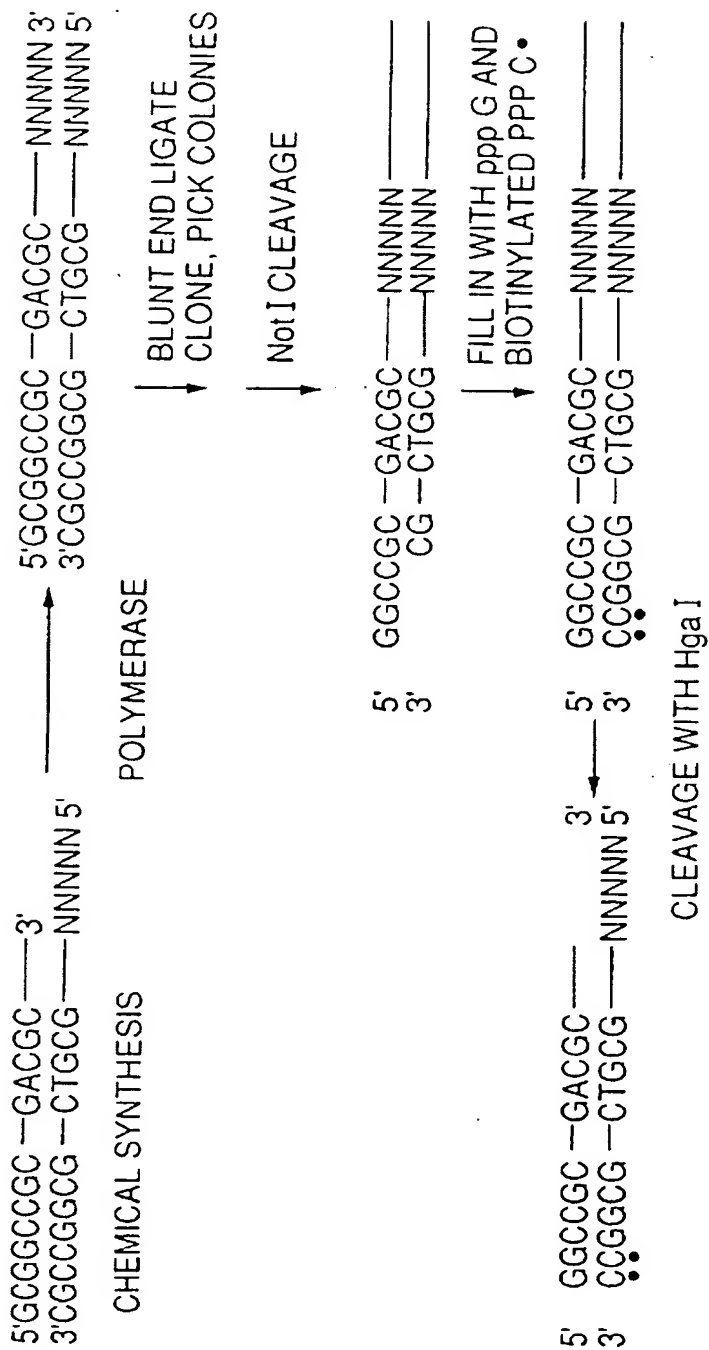 5'GCGGCCGC—GACGC——3'
3'CGCCGGCG—CTGCG——NNNNN 5'
CHEMICAL SYNTHESIS
POLYMERASE
5'GCGGCCGC—GACGC——NNNNN 3'
3'CGCCGGCG—CTGCG——NNNNN 5'
BLUNT END LIGATE
CLONE, PICK COLONIES
NotI CLEAVAGE
5' GGCCGC—GACGC——NNNNN——
3' CG—CTGCG——NNNNN——
FILL IN WITH ppp G AND
BIOTINYLATED PPP C•
5' GGCCGC—GACGC——NNNNN——
3' CCGGCG—CTGCG——NNNNN——
••
CLEAVAGE WITH HgaI
5' GGCCGC—GACGC—— 3'
3' CCGGCG—CTGCG——NNNNN 5'
••